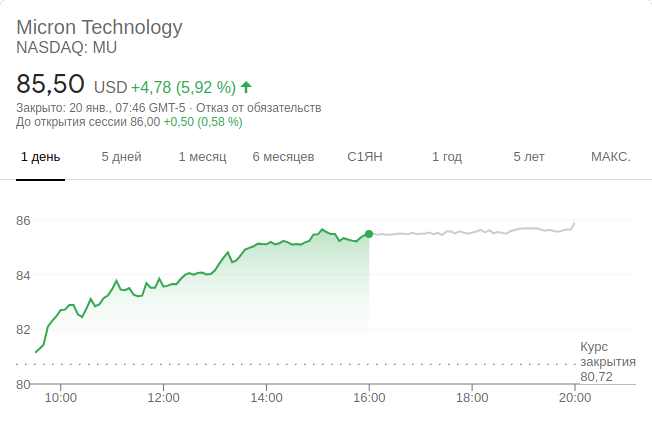 Micron Technology
NASDAQ: MU
85,50 USD +4,78 (5,92 %)
Закрыто: 20 янв., 07:46 GMT-5 · Отказ от обязательств
До открытия сессии 86,00 +0,50 (0,58 %)
1 день 5 дней 1 месяц 6 месяцев С1ЯН 1 год 5 лет МАКС.
86
84
82
Курс
закрытия
80,72
80
10:00 12:00 14:00 16:00 18:00 20:00